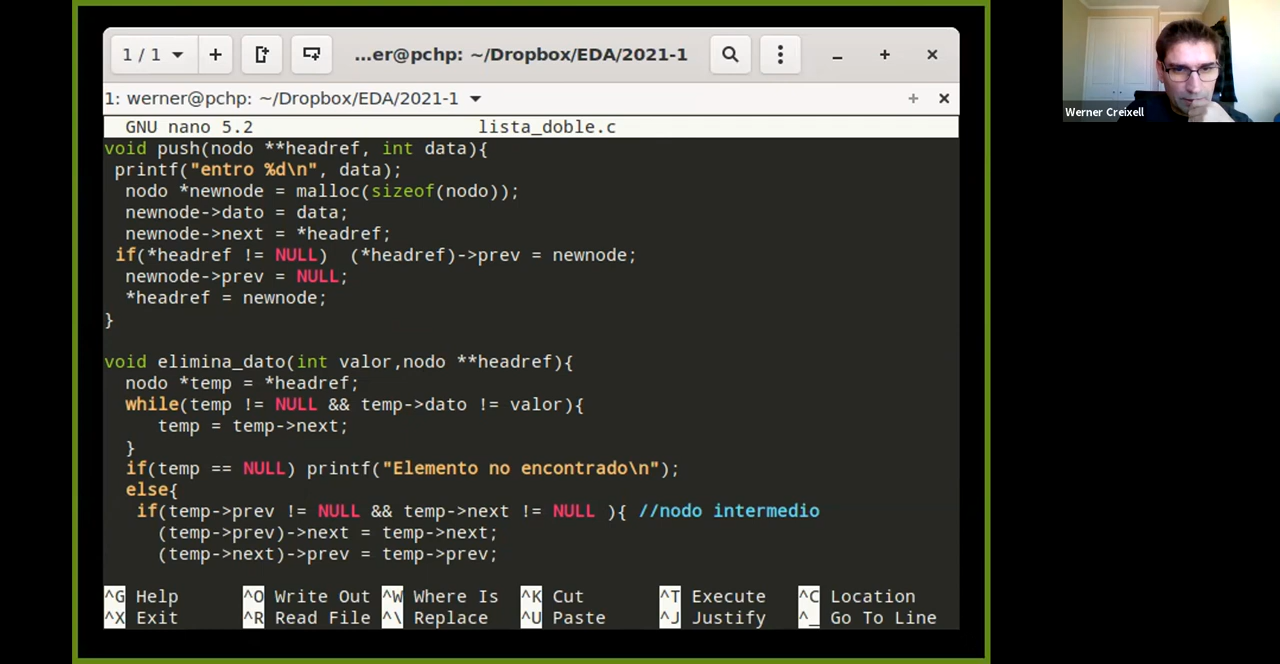 1 / 1
…er@pchp: ~/Dropbox/EDA/2021-1
1: werner@pchp: ~/Dropbox/EDA/2021-1
GNU nano 5.2 lista_doble.c
void push(nodo **headref, int data){
printf("entro %d\n", data);
nodo *newnode = malloc(sizeof(nodo));
newnode->dato = data;
newnode->next = *headref;
if(*headref != NULL) (*headref)->prev = newnode;
newnode->prev = NULL;
*headref = newnode;
}
void elimina_dato(int valor,nodo **headref){
nodo *temp = *headref;
while(temp != NULL && temp->dato != valor){
temp = temp->next;
}
if(temp == NULL) printf("Elemento no encontrado\n");
else{
if(temp->prev != NULL && temp->next != NULL ){ //nodo intermedio
(temp->prev)->next = temp->next;
(temp->next)->prev = temp->prev;
^G Help ^O Write Out ^W Where Is ^K Cut ^T Execute ^C Location
^X Exit ^R Read File ^\ Replace ^U Paste ^J Justify ^_ Go To Line
Werner Creixell